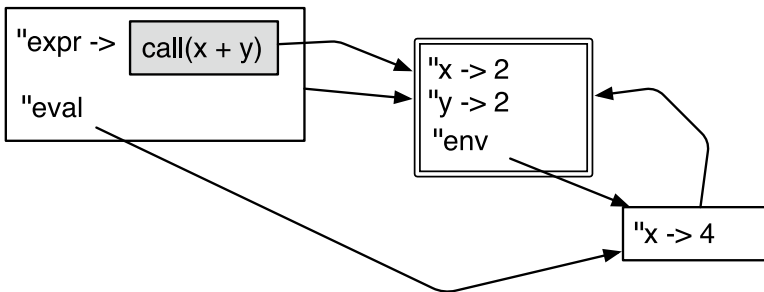 "expr -> call(x + y)
"eval
"x -> 2
"y -> 2
"env
"x -> 4